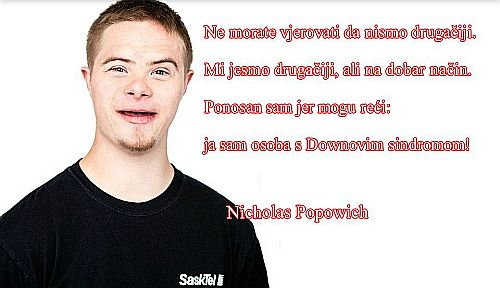 Ne morate vjerovati da nismo drugačiji.
Mi jesmo drugačiji, ali na dobar način.
Ponosan sam jer mogu reći:
ja sam osoba s Downovim sindromom!
Nicholas Popowich
SaskTel